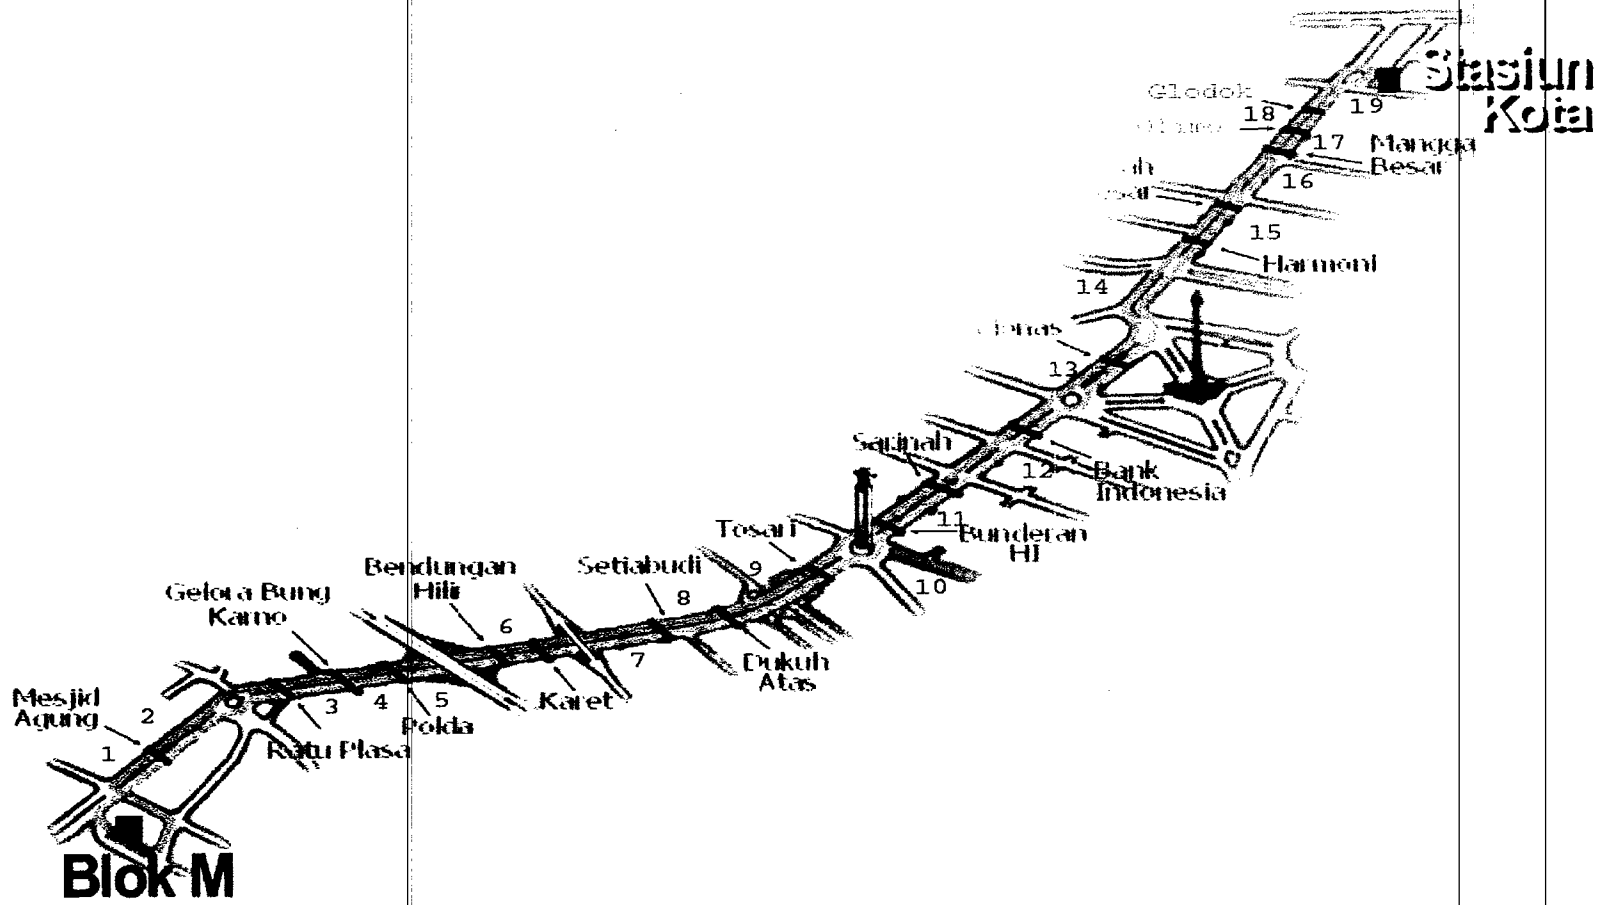 Stasiun
Kota
Glodok
19
18
17
Mangga
Besar
16
15
Harmoni
14
13
Sarinah
12
Bank
Indonesia
11
Bunderan
HI
Tosari
10
9
Setiabudi
8
Bendungan
Hilir
Gelora Bung
Karno
6
7
Dukuh
Atas
Karet
5
4
3
Polda
Ratu Plasa
Mesjid
Agung
2
1
Blok M